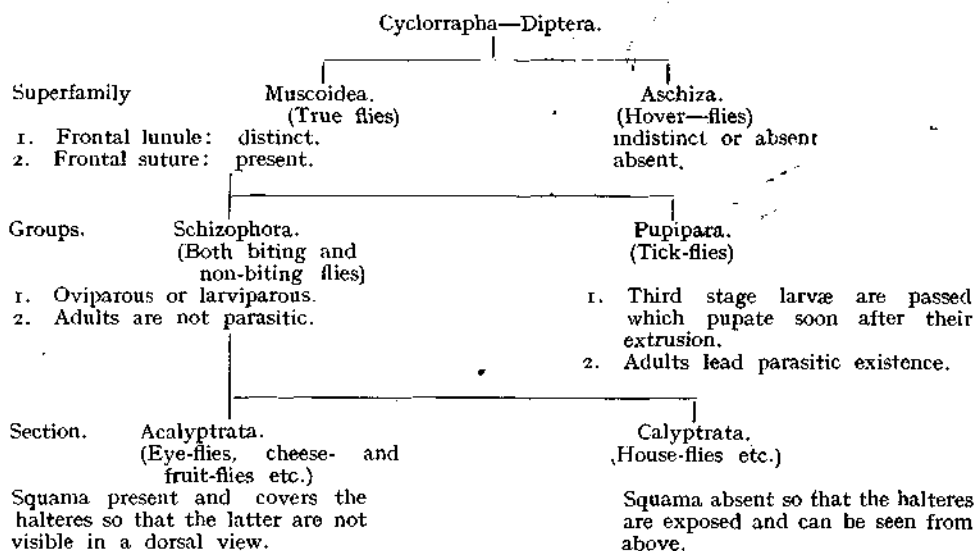 Cyclorrapha—Diptera.
Superfamily Muscoidea. Aschiza.
(True flies) (Hover—flies)
1. Frontal lunule: distinct. indistinct or absent
2. Frontal suture: present. absent.
Groups. Schizophora. Pupipara.
(Both biting and (Tick-flies)
non-biting flies)
1. Oviparous or larviparous.
2. Adults are not parasitic.
1. Third stage larvæ are passed
which pupate soon after their
extrusion.
2. Adults lead parasitic existence.
Section. Acalyptrata. Calyptrata.
(Eye-flies, cheese- and (House-flies etc.)
fruit-flies etc.)
Squama present and covers the
halteres so that the latter are not
visible in a dorsal view.
Squama absent so that the halteres
are exposed and can be seen from
above.